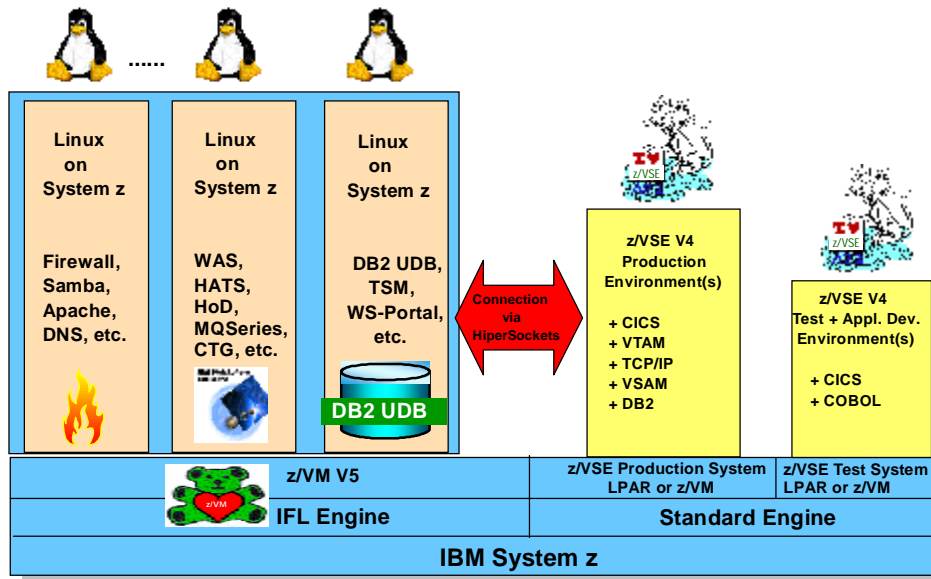 ......
Linux
on
System z
Firewall,
Samba,
Apache,
DNS, etc.
Linux
on
System z
WAS,
HATS,
HoD,
MQSeries,
CTG, etc.
Linux
on
System z
DB2 UDB,
TSM,
WS-Portal,
etc.
DB2 UDB
Connection
via
HiperSockets
I ♥
z/VSE
z/VSE V4
Production
Environment(s)
+ CICS
+ VTAM
+ TCP/IP
+ VSAM
+ DB2
I ♥
z/VSE
z/VSE V4
Test + Appl. Dev.
Environment(s)
+ CICS
+ COBOL
z/VM V5
z/VM
z/VSE Production System
LPAR or z/VM
z/VSE Test System
LPAR or z/VM
IFL Engine
Standard Engine
IBM System z